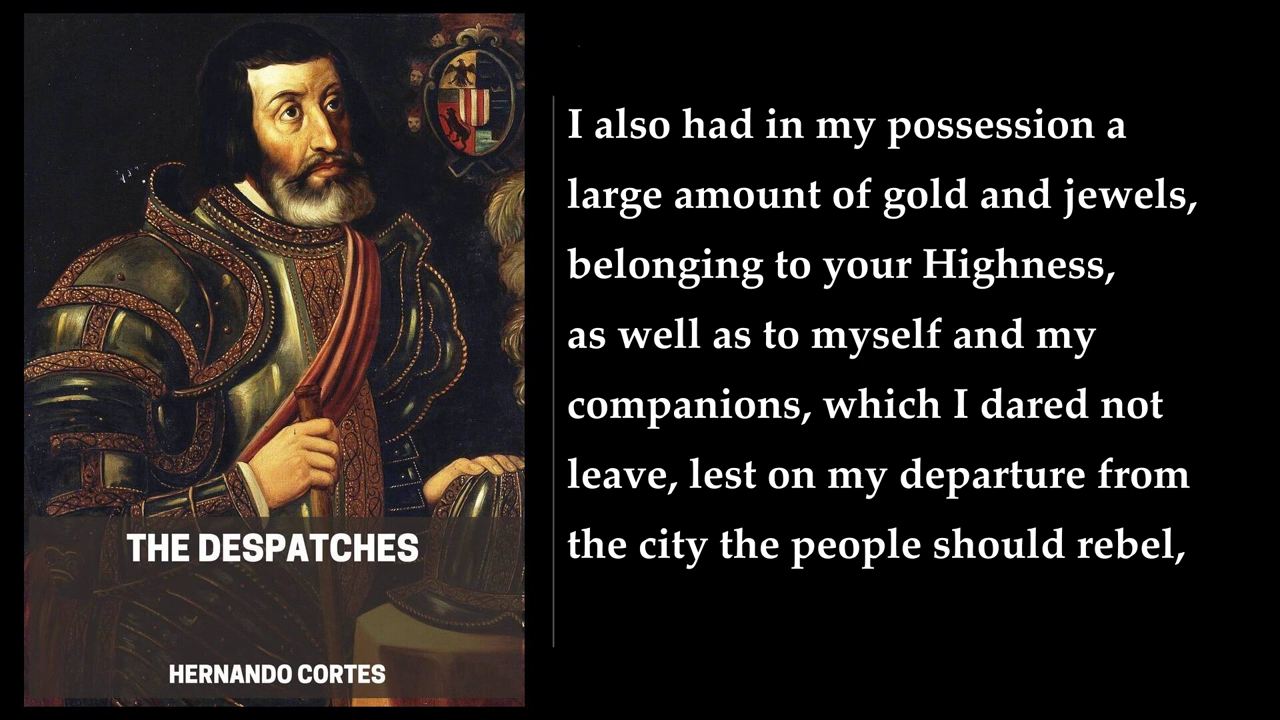 THE DESPATCHES
HERNANDO CORTES
I also had in my possession a
large amount of gold and jewels,
belonging to your Highness,
as well as to myself and my
companions, which I dared not
leave, lest on my departure from
the city the people should rebel,